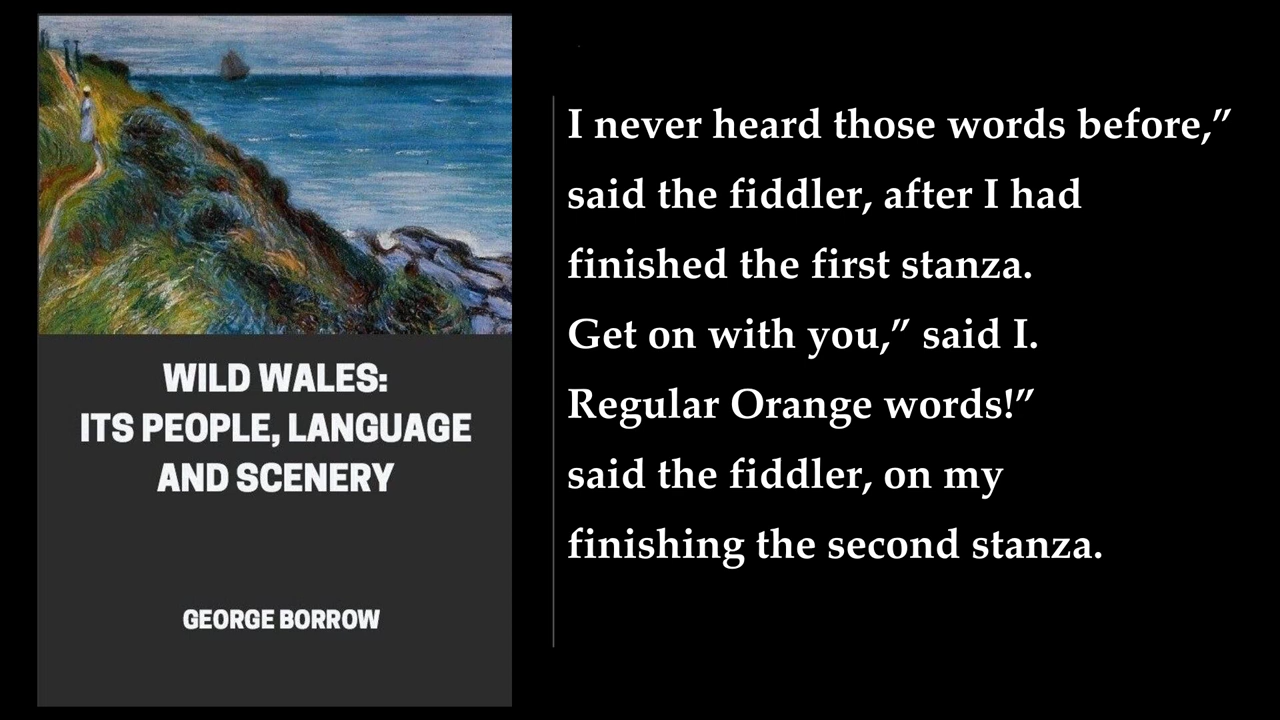 WILD WALES:
ITS PEOPLE, LANGUAGE
AND SCENERY
GEORGE BORROW
I never heard those words before,”
said the fiddler, after I had
finished the first stanza.
Get on with you,” said I.
Regular Orange words!”
said the fiddler, on my
finishing the second stanza.